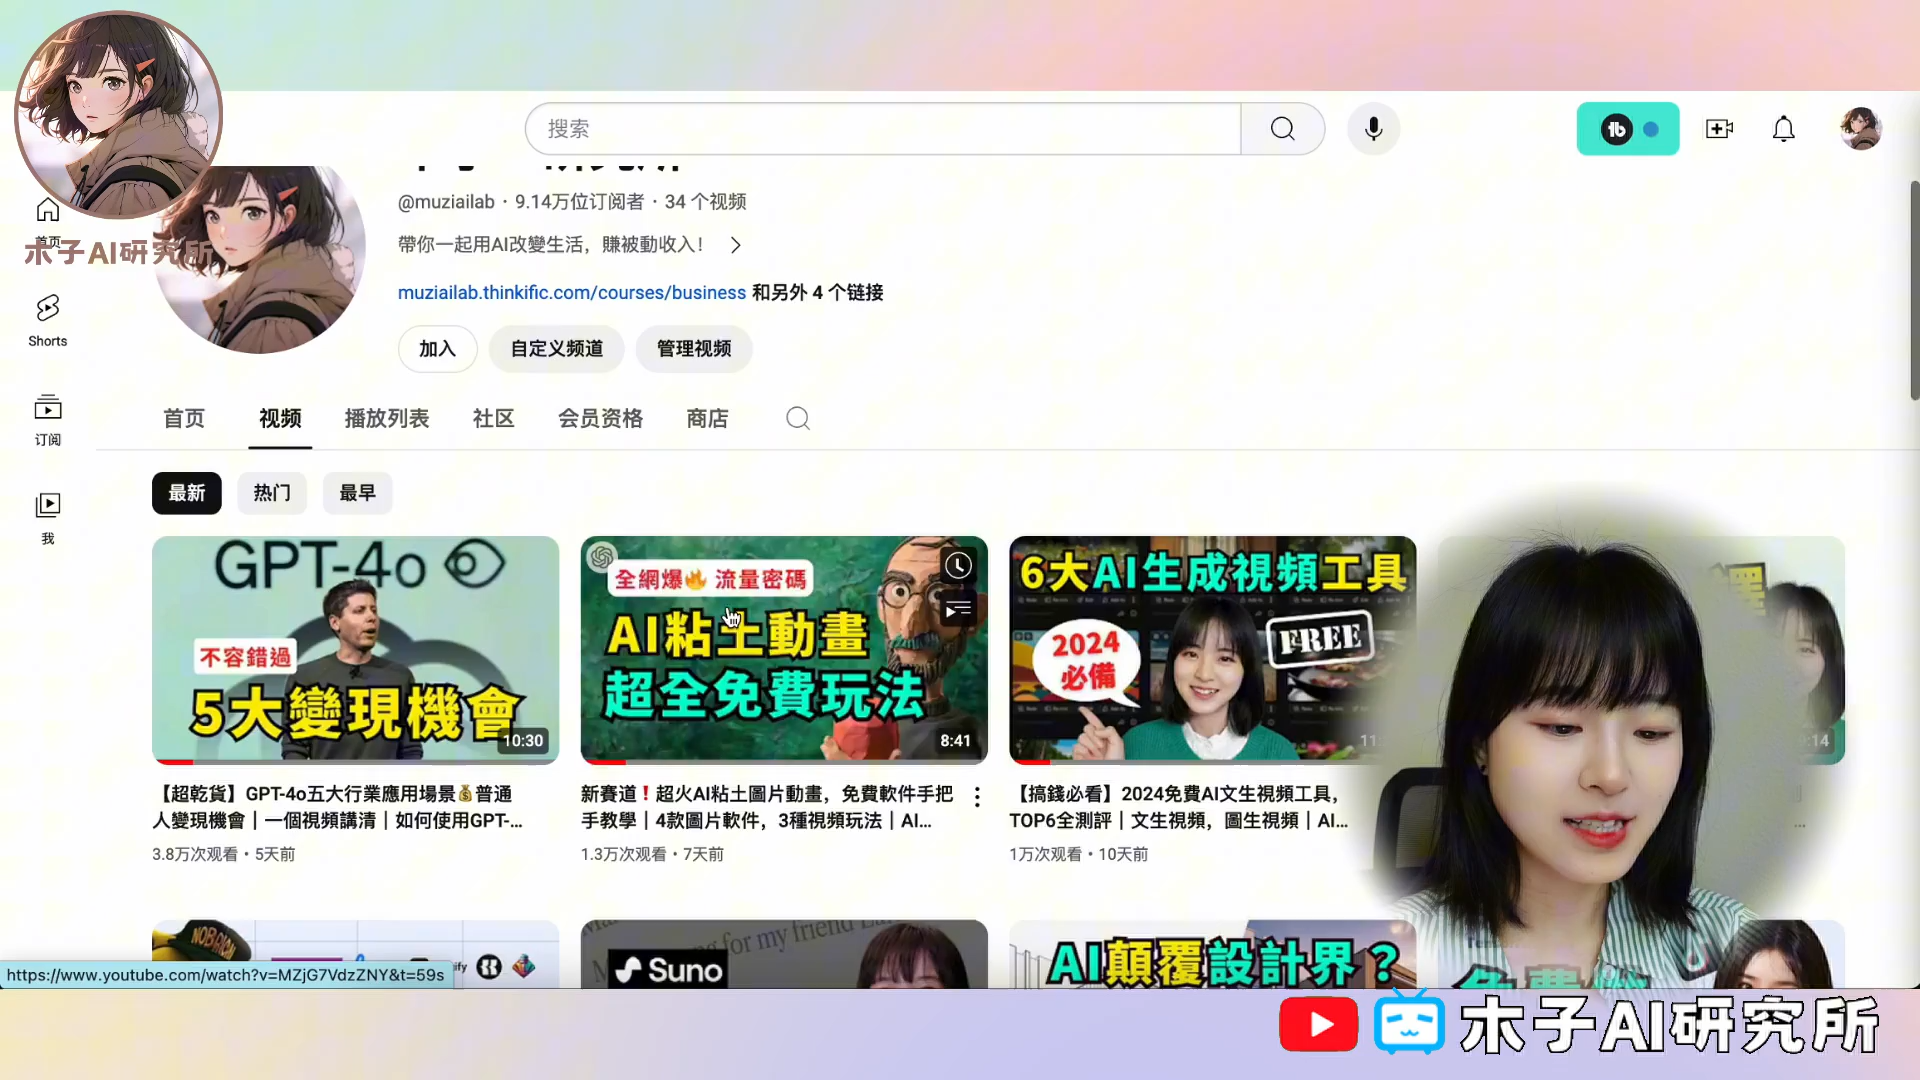 搜索
@muziailab · 9.14万位订阅者 · 34 个视频
帶你一起用AI改變生活，賺被動收入！
muziailab.thinkific.com/courses/business 和另外 4 个链接
加入
自定义频道
管理视频
木子AI研究所
首页
Shorts
订阅
我
首页
视频
播放列表
社区
会员资格
商店
最新
热门
最早
GPT-4o
不容錯過
5大變現機會
10:30
【超乾貨】GPT-4o五大行業應用場景💰普通
人變現機會｜一個視頻講清｜如何使用GPT-...
3.8万次观看 · 5天前
全網爆🔥 流量密碼
AI粘土動畫
超全免費玩法
8:41
新赛道❗超火AI粘土圖片動畫，免費軟件手把
手教學｜4款圖片軟件，3種視頻玩法｜AI...
1.3万次观看 · 7天前
6大AI生成視頻工具
2024
必備
FREE
【搞錢必看】2024免費AI文生視頻工具，
TOP6全測評｜文生視頻，圖生視頻｜AI...
1万次观看 · 10天前
:14
for my friend
Suno
AI顛覆設計界？
https://www.youtube.com/watch?v=MZjG7VdzZNY&t=59s
木子AI研究所